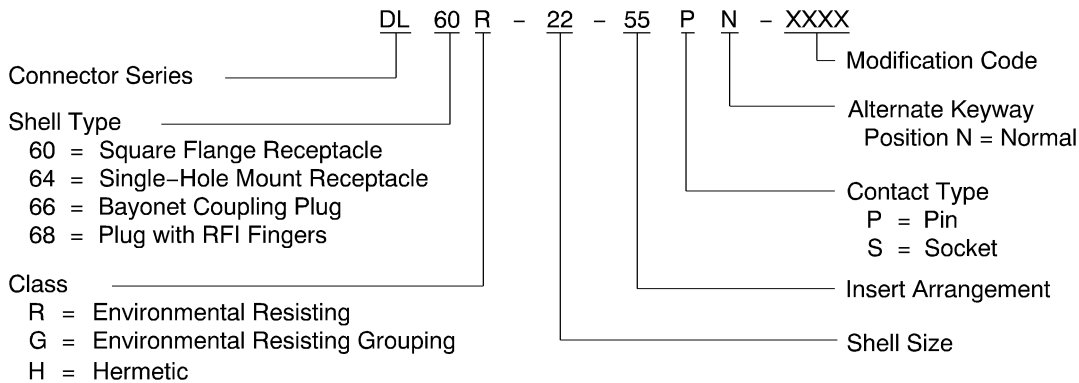 DL 60 R – 22 – 55 P N – XXXX
Connector Series
Shell Type
60 = Square Flange Receptacle
64 = Single–Hole Mount Receptacle
66 = Bayonet Coupling Plug
68 = Plug with RFI Fingers
Class
R = Environmental Resisting
G = Environmental Resisting Grouping
H = Hermetic
Modification Code
Alternate Keyway
Position N = Normal
Contact Type
P = Pin
S = Socket
Insert Arrangement
Shell Size